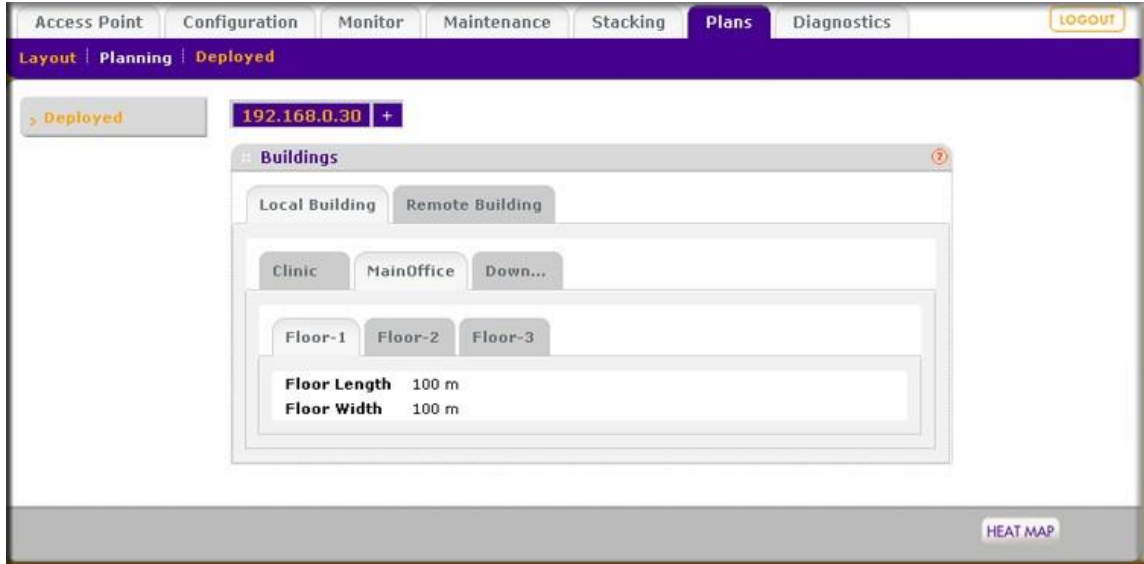 Access Point Configuration Monitor Maintenance Stacking Plans Diagnostics LOGOUT
Layout Planning Deployed
> Deployed
192.168.0.30 +
Buildings ?
Local Building Remote Building
Clinic MainOffice Down...
Floor-1 Floor-2 Floor-3
Floor Length 100 m
Floor Width 100 m
HEAT MAP